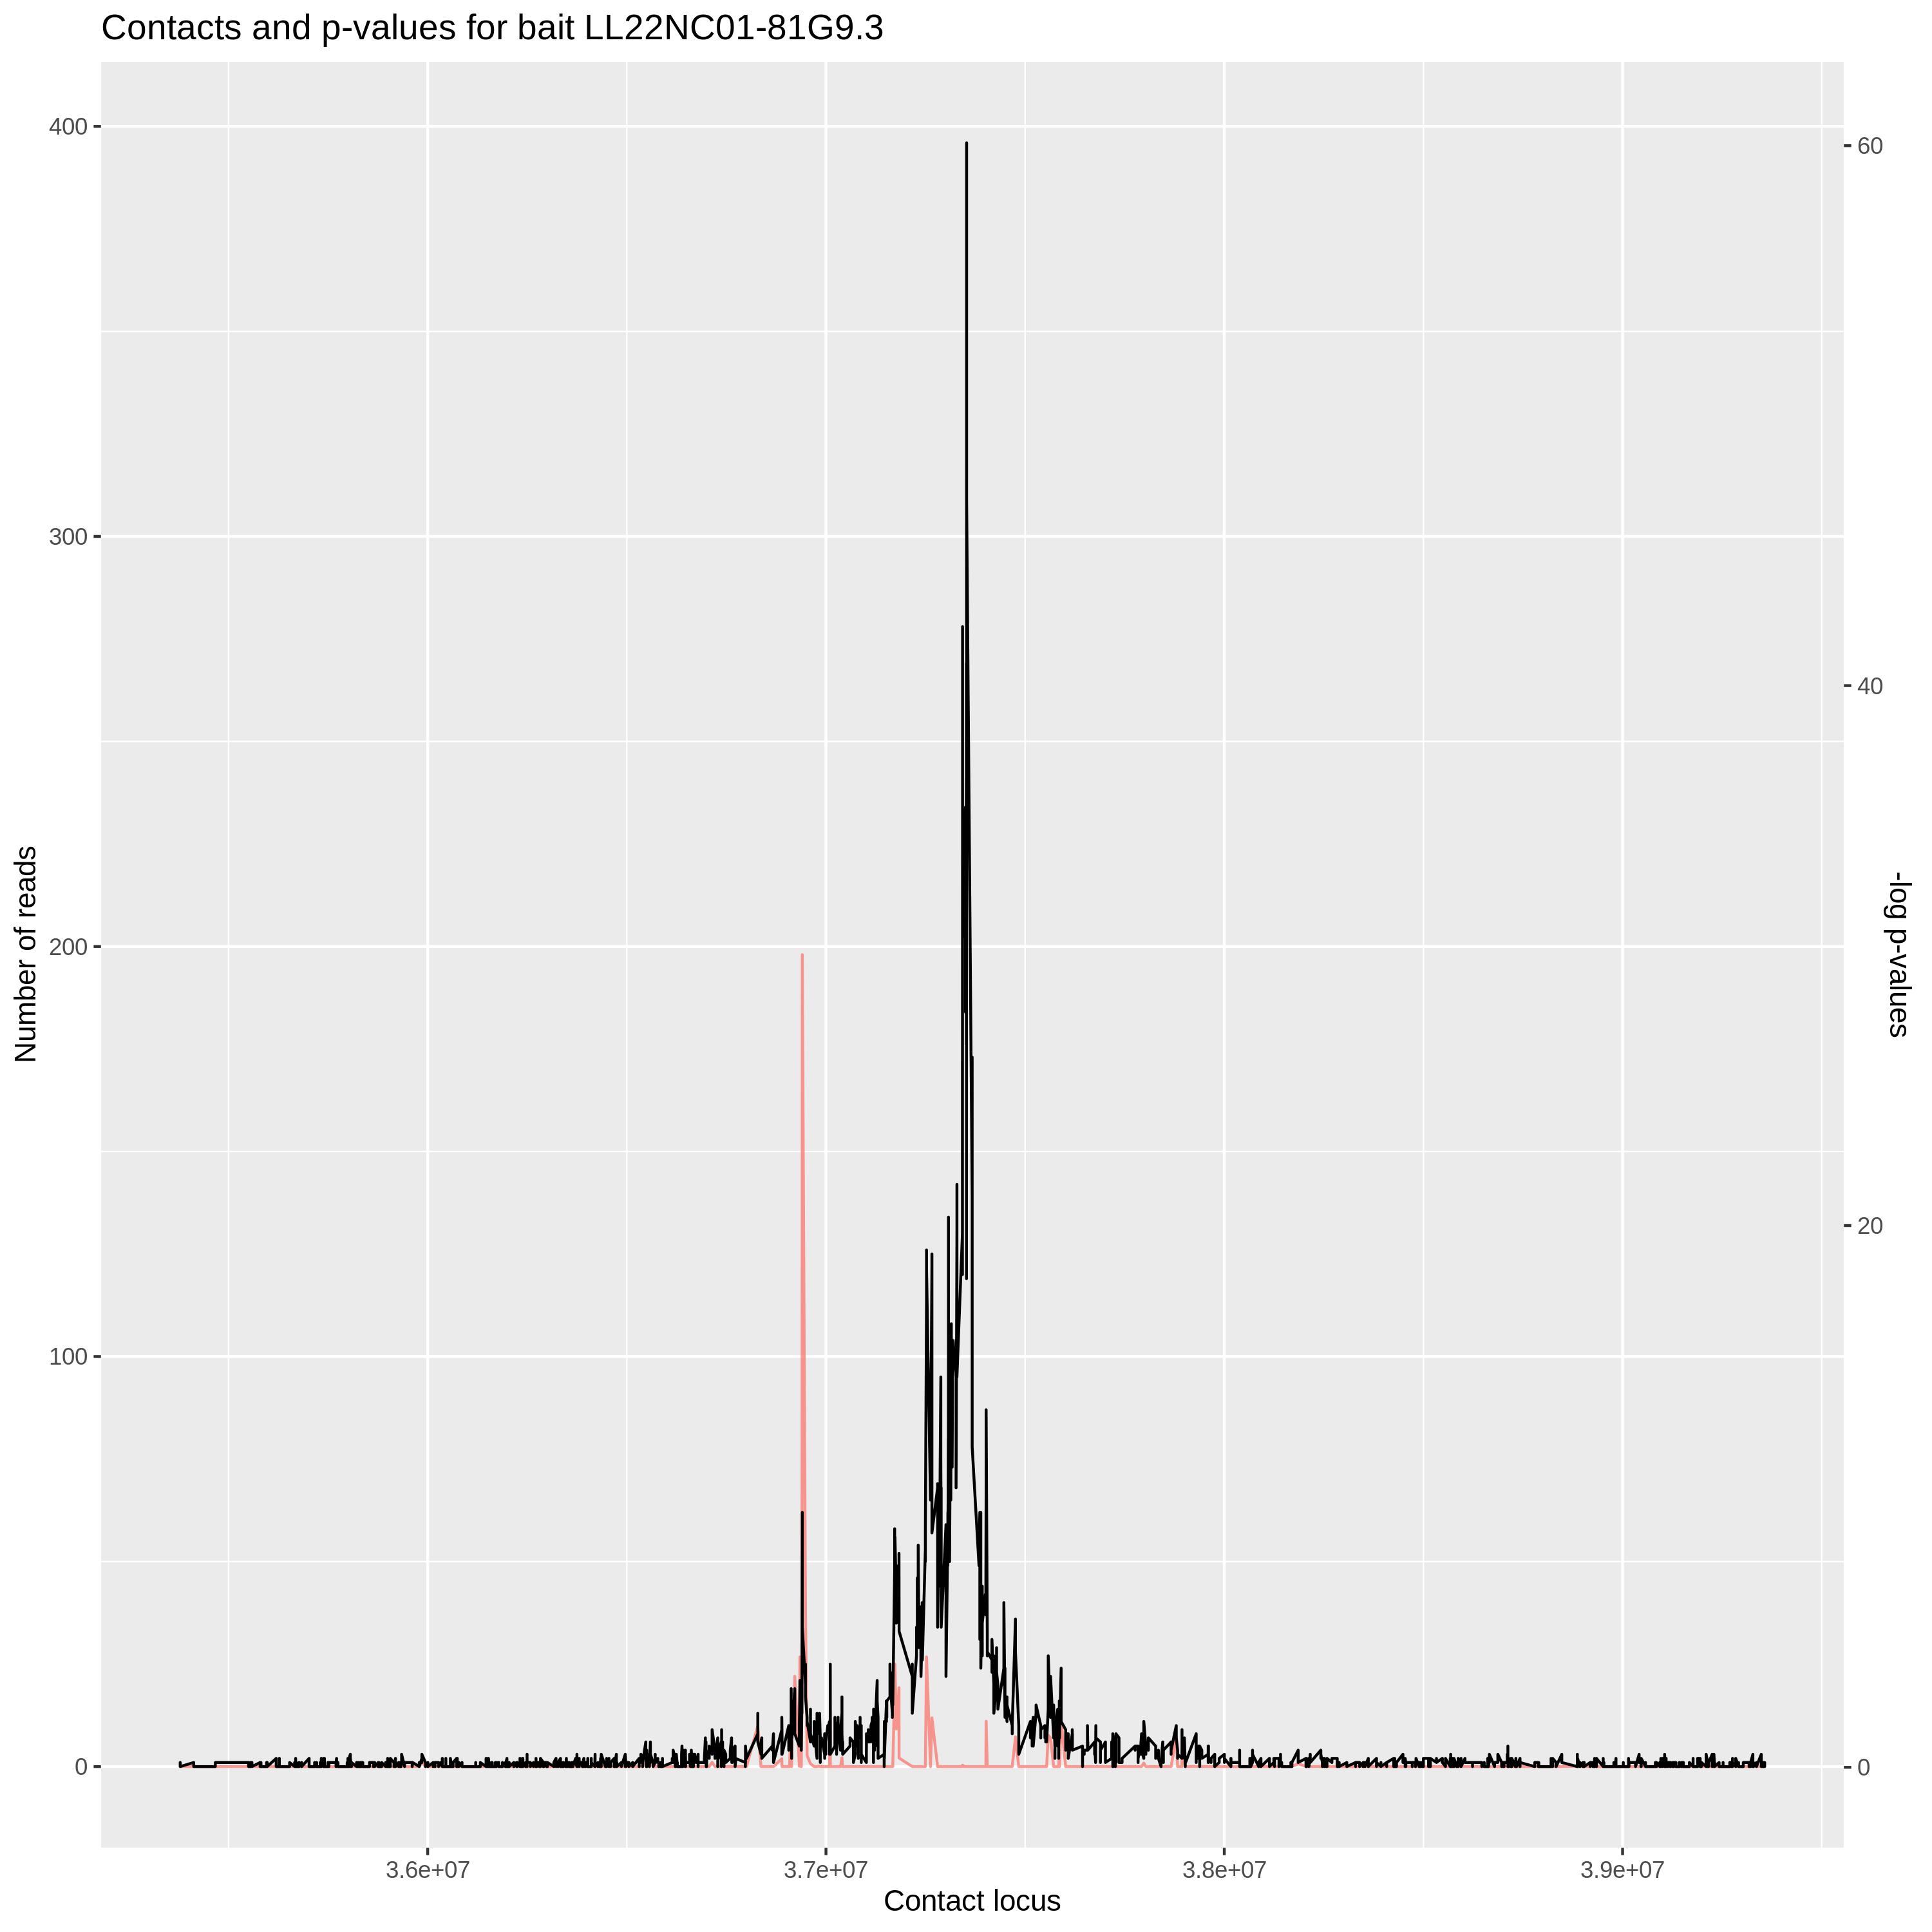 Contacts and p-values for bait LL22NC01-81G9.3
400
300
200
100
0
Number of reads
60
40
20
0
-log p-values
3.6e+07
3.7e+07
3.8e+07
3.9e+07
Contact locus